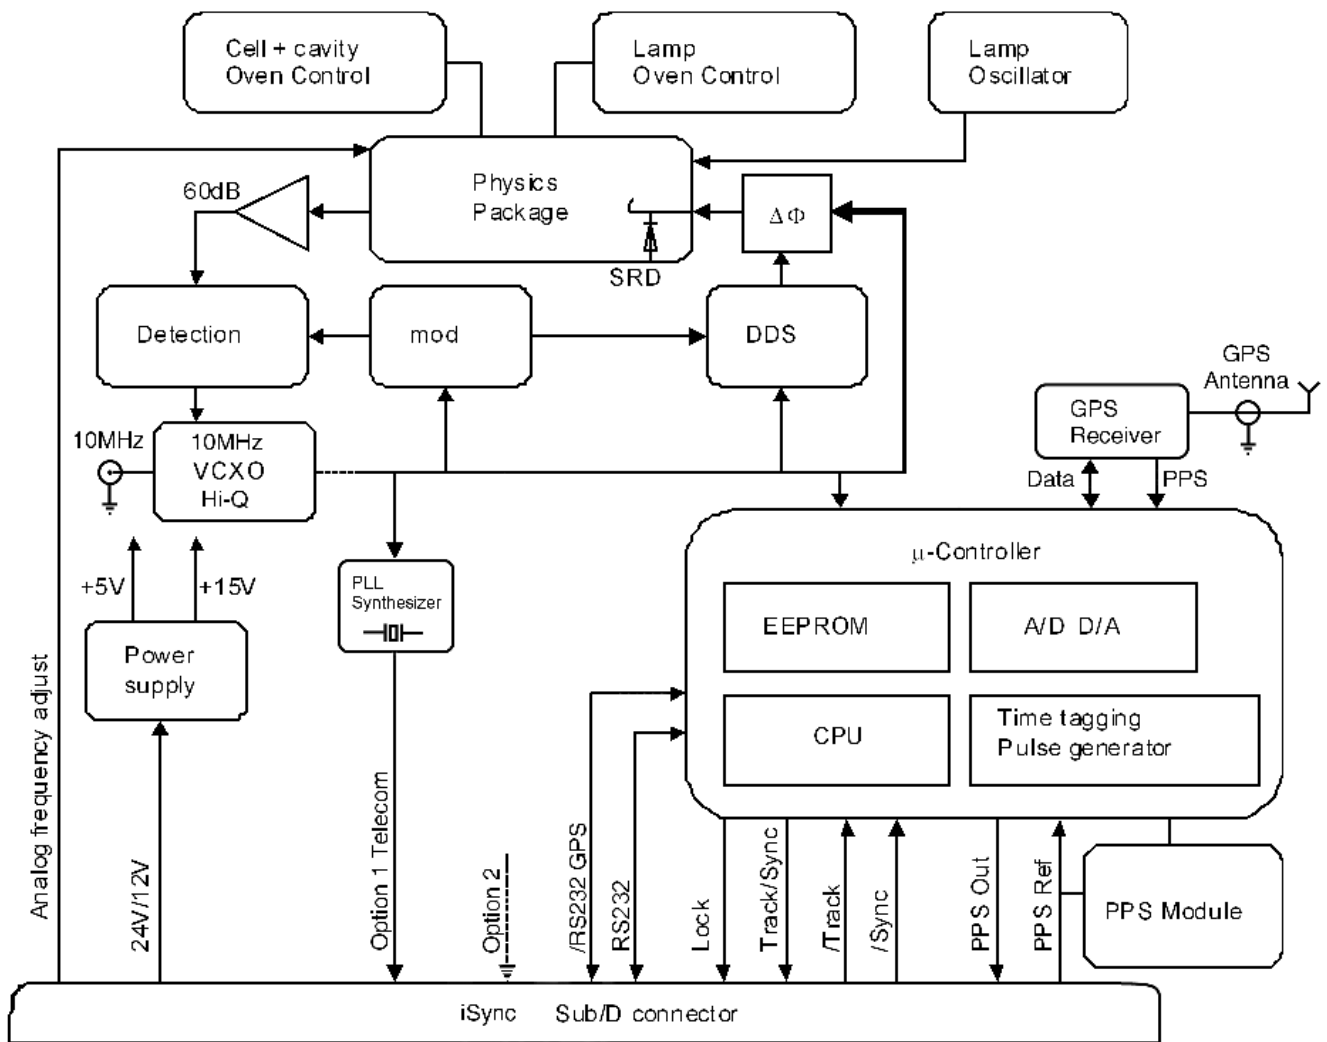 Cell + cavity
Oven Control
Lamp
Oven Control
Lamp
Oscillator
60dB
Physics
Package
ΔΦ
SRD
Detection
mod
DDS
GPS
Antenna
GPS
Receiver
10MHz
10MHz
VCXO
Hi-Q
Data
PPS
+5V
+15V
PLL
Synthesizer
μ-Controller
EEPROM
A/D D/A
Power
supply
CPU
Time tagging
Pulse generator
Analog frequency adjust
24V/12V
Option 1 Telecom
Option 2
/RS232 GPS
RS232
Lock
Track/Sync
/Track
/Sync
PPS Out
PPS Ref
PPS Module
iSync Sub/D connector